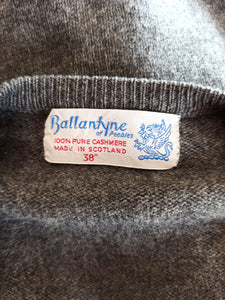 Ballantyne
of Peebles
100% PURE CASHMERE
MADE IN SCOTLAND
38"